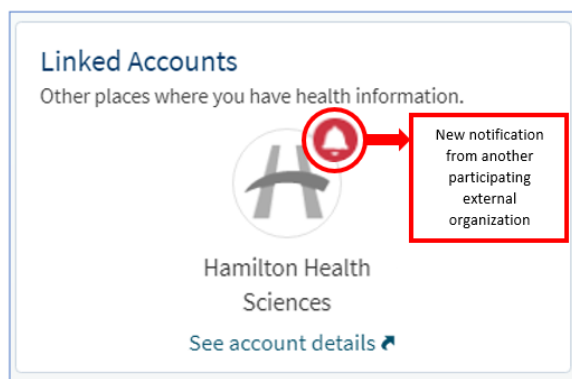 Linked Accounts
Other places where you have health information.
New notification
from another
participating
external
organization
Hamilton Health
Sciences
See account details